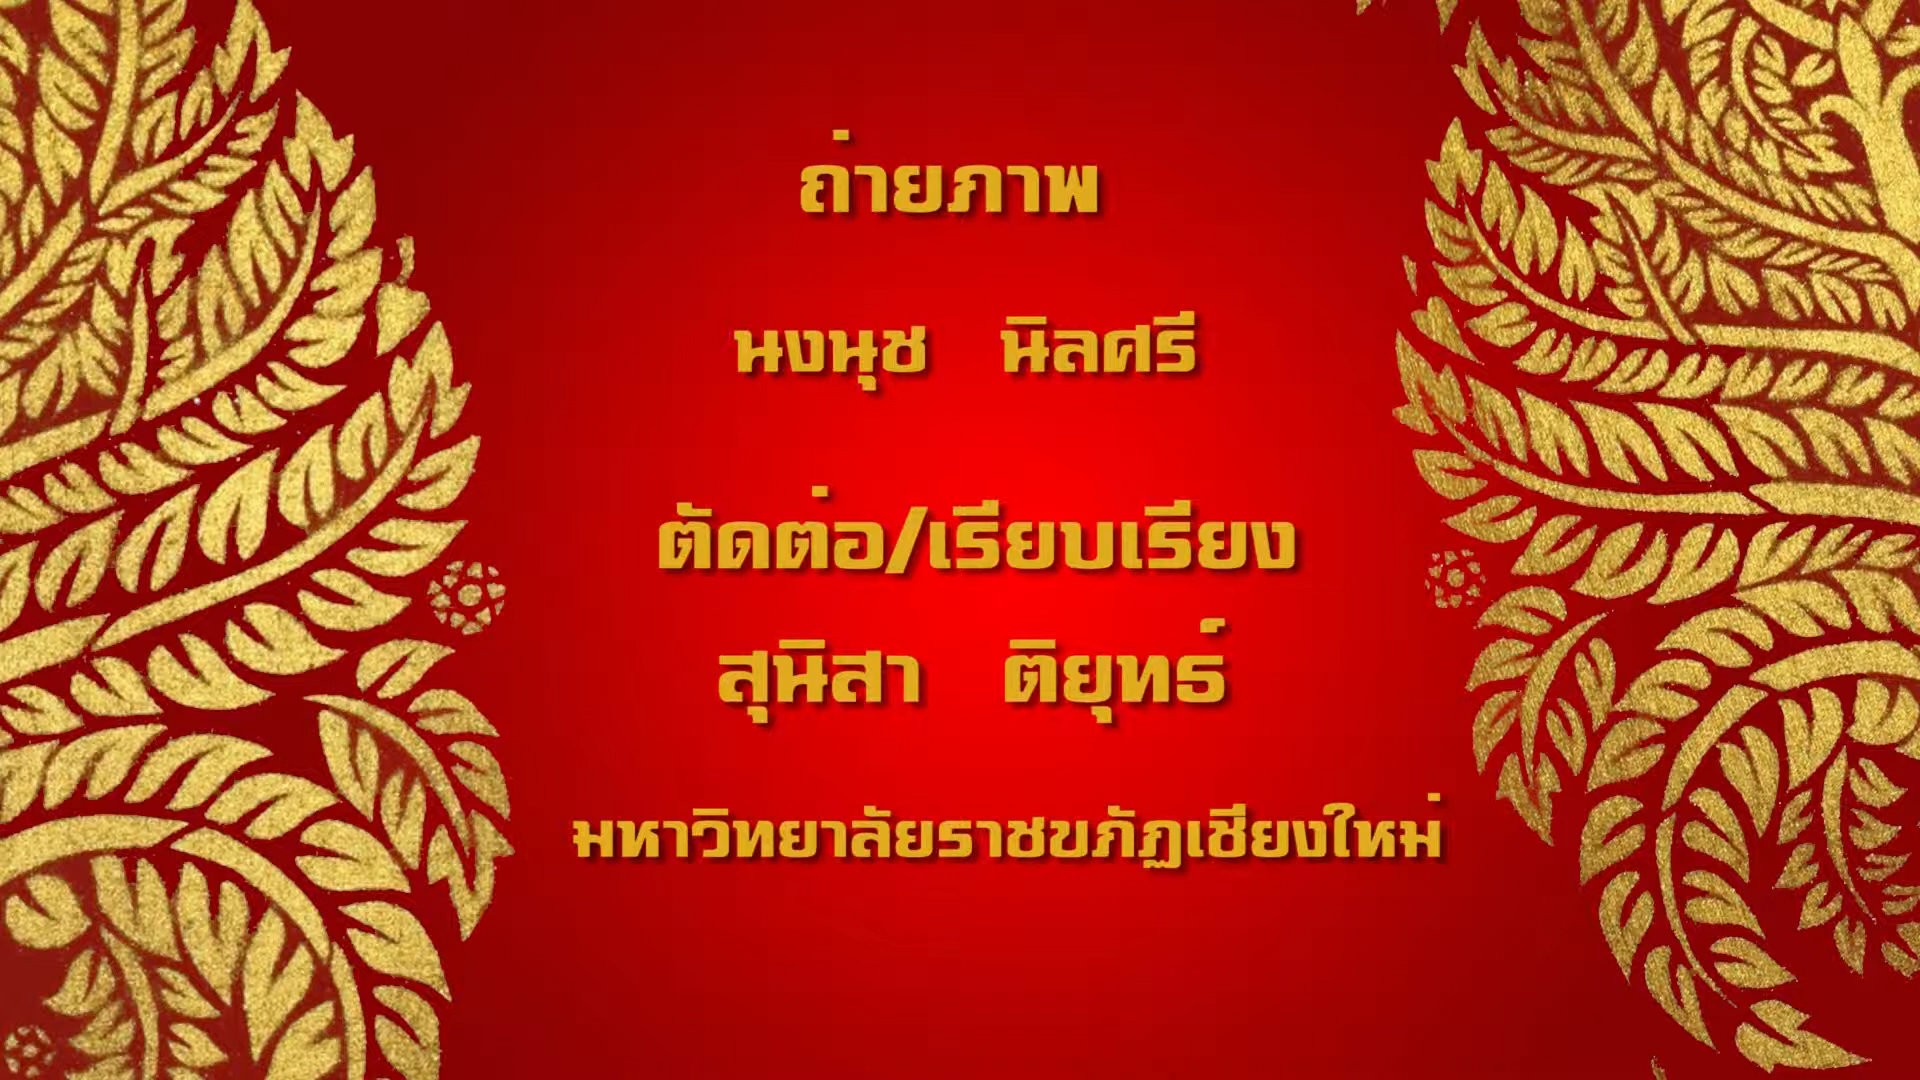 ถ่ายภาพ
นงนุช นิลศรี
ตัดต่อ/เรียบเรียง
สุนิสา ติยุทธ์
มหาวิทยาลัยราชขภัฏเชียงใหม่